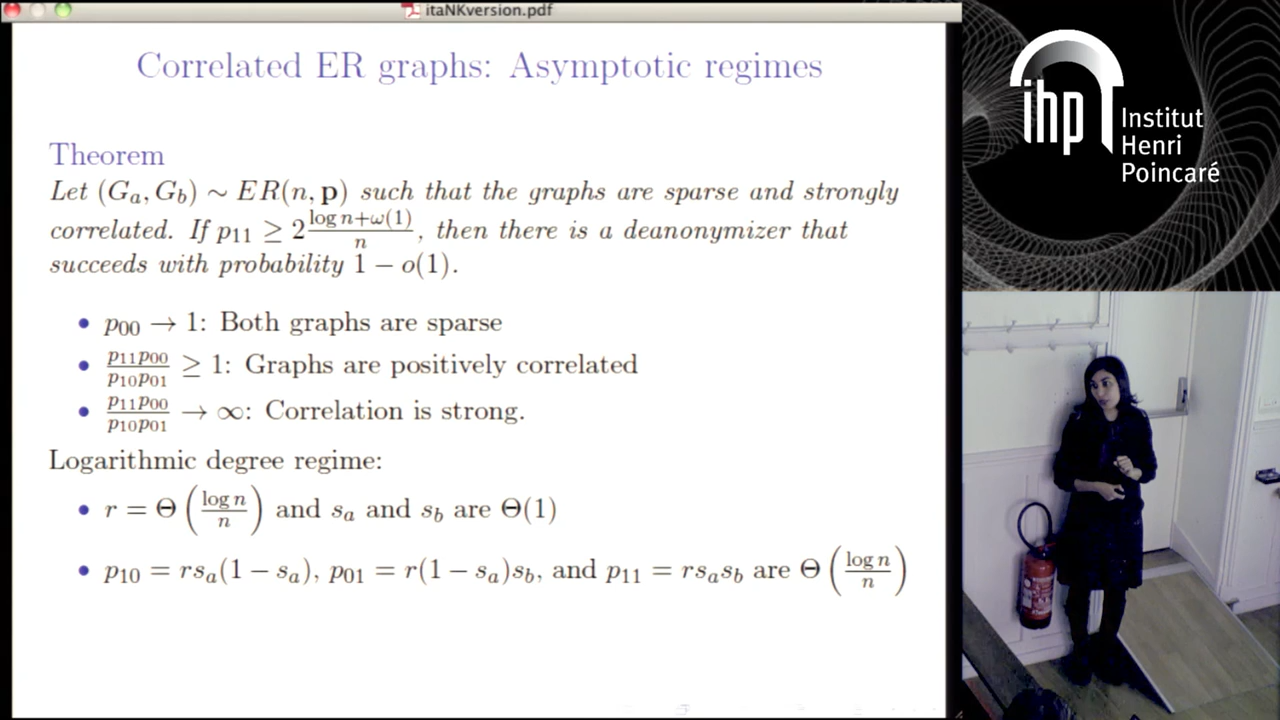 itaNKversion.pdf
Correlated ER graphs: Asymptotic regimes
Theorem
Let (G_a, G_b) ∼ ER(n, p) such that the graphs are sparse and strongly
correlated. If p_11 ≥ 2 (log n+ω(1))/n, then there is a deanonymizer that
succeeds with probability 1 − o(1).
• p_00 → 1: Both graphs are sparse
• (p_11 p_00)/(p_10 p_01) ≥ 1: Graphs are positively correlated
• (p_11 p_00)/(p_10 p_01) → ∞: Correlation is strong.
Logarithmic degree regime:
• r = Θ(log n/n) and s_a and s_b are Θ(1)
• p_10 = rs_a(1 − s_a), p_01 = r(1 − s_a)s_b, and p_11 = rs_as_b are Θ(log n/n)
ihp
Institut
Henri
Poincaré